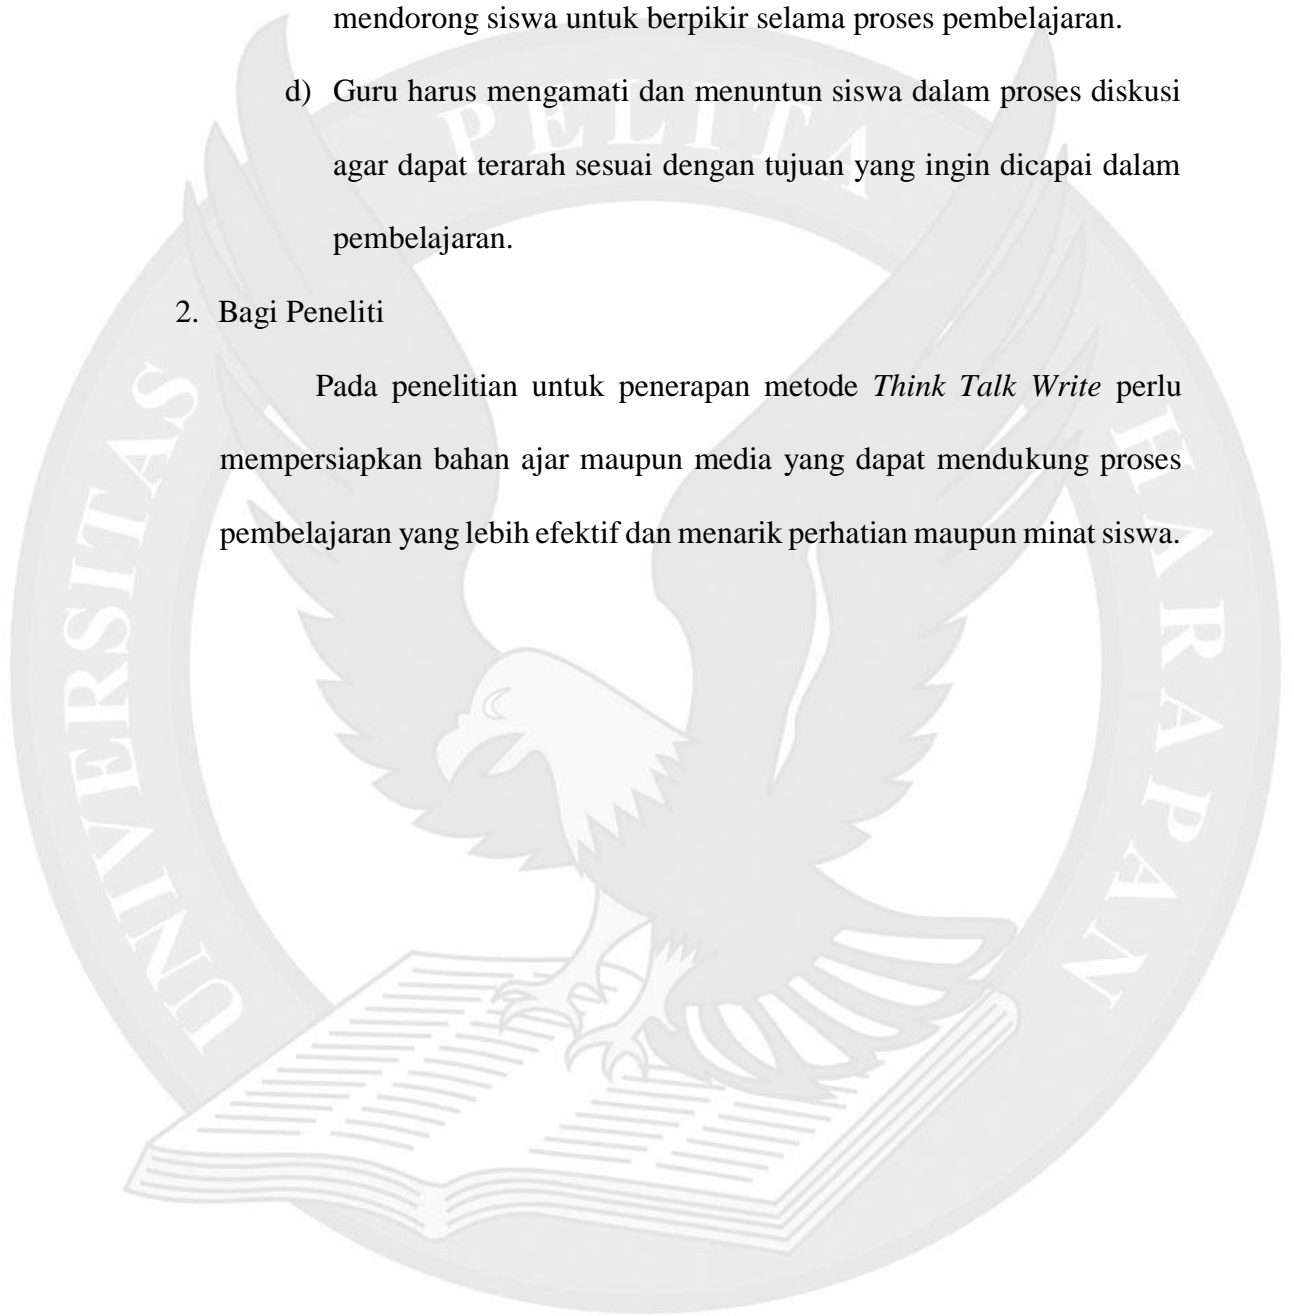 mendorong siswa untuk berpikir selama proses pembelajaran.
d) Guru harus mengamati dan menuntun siswa dalam proses diskusi
agar dapat terarah sesuai dengan tujuan yang ingin dicapai dalam
pembelajaran.
2. Bagi Peneliti
Pada penelitian untuk penerapan metode Think Talk Write perlu
mempersiapkan bahan ajar maupun media yang dapat mendukung proses
pembelajaran yang lebih efektif dan menarik perhatian maupun minat siswa.
UNIVERSITAS PELITA HARAPAN